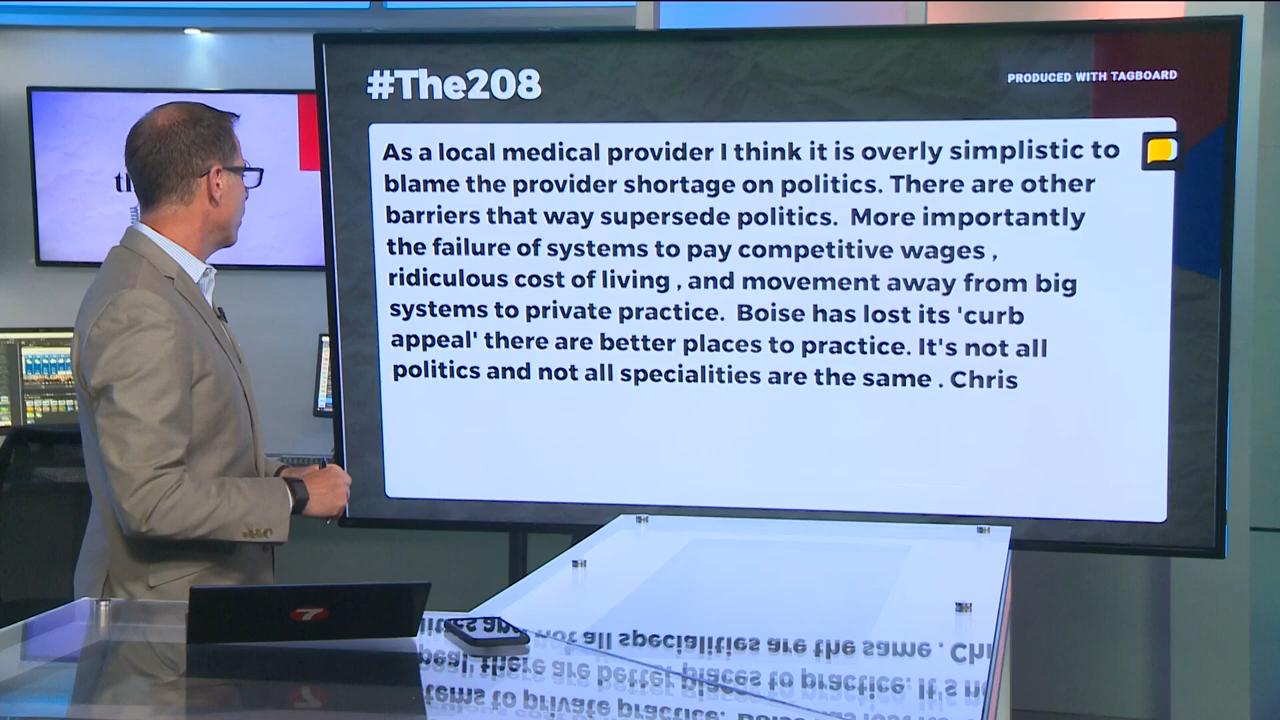 #The208
PRODUCED WITH TAGBOARD
As a local medical provider I think it is overly simplistic to
blame the provider shortage on politics. There are other
barriers that way supersede politics.  More importantly
the failure of systems to pay competitive wages ,
ridiculous cost of living , and movement away from big
systems to private practice.  Boise has lost its 'curb
appeal' there are better places to practice. It's not all
politics and not all specialities are the same . Chris
7